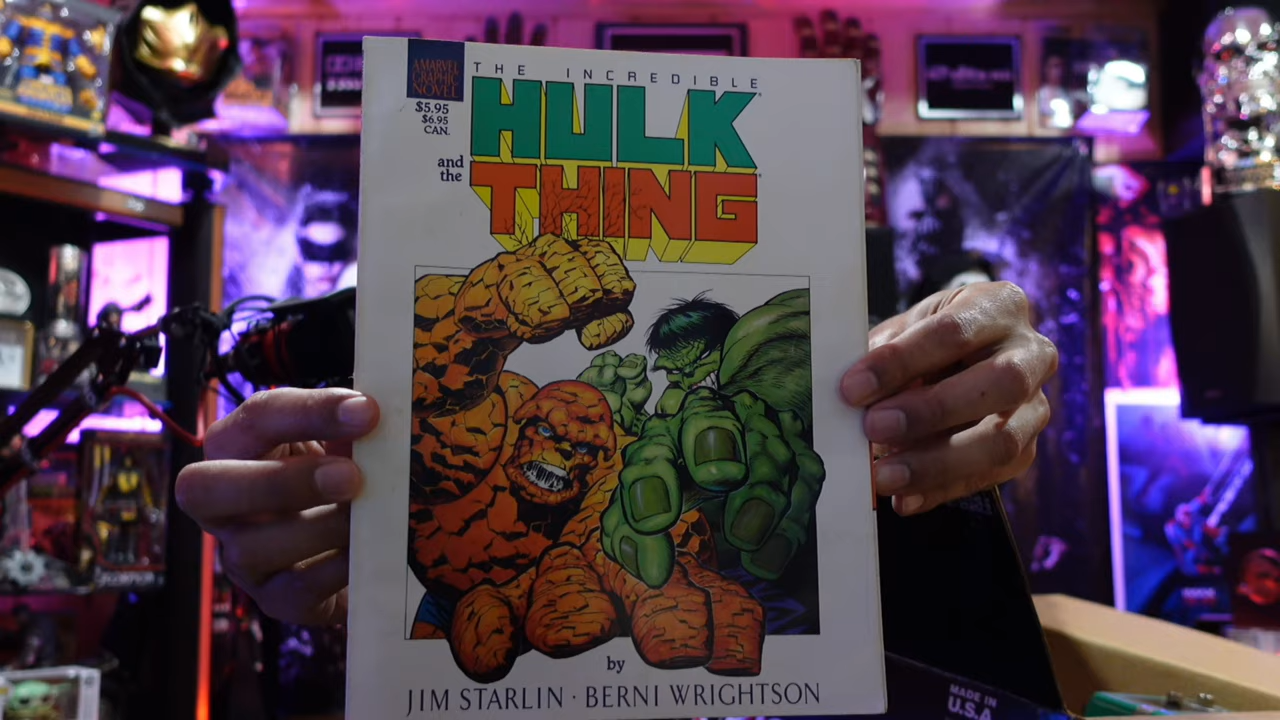 A MARVEL
GRAPHIC
NOVEL
$5.95
$6.95
CAN.
THE INCREDIBLE
HULK
and
the
THING
by
JIM STARLIN · BERNI WRIGHTSON
MADE IN
U.S.A